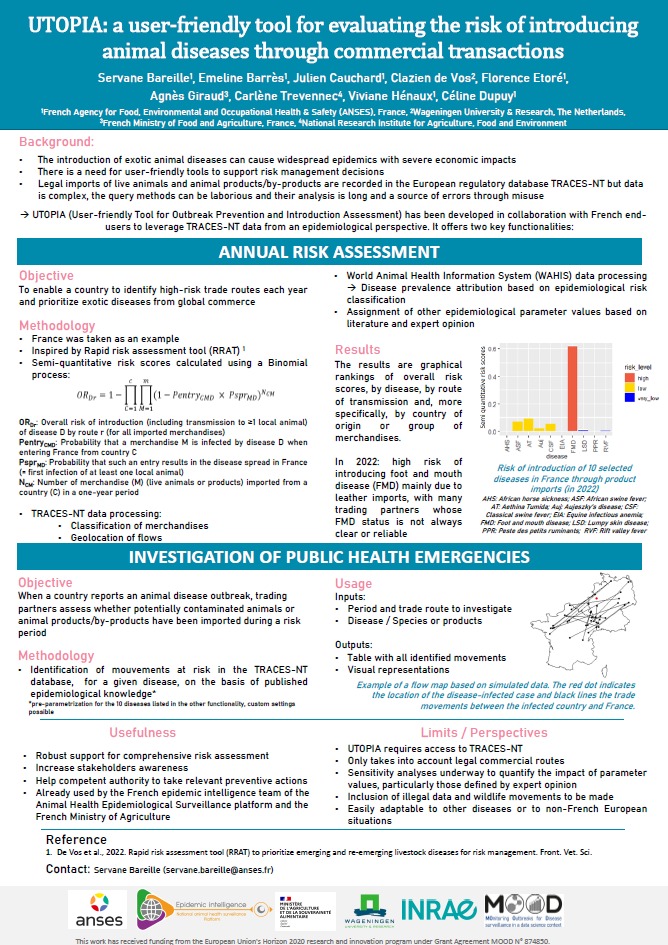 UTOPIA: a user-friendly tool for evaluating the risk of introducing
animal diseases through commercial transactions
Servane Bareille¹, Emeline Barrès¹, Julien Cauchard¹, Clazien de Vos², Florence Etoré¹,
Agnès Giraud³, Carlène Trevennec⁴, Viviane Hénaux¹, Céline Dupuy¹
¹French Agency for Food, Environmental and Occupational Health & Safety (ANSES), France, ²Wageningen University & Research, The Netherlands,
³French Ministry of Food and Agriculture, France, ⁴National Research Institute for Agriculture, Food and Environment
Background:
• The introduction of exotic animal diseases can cause widespread epidemics with severe economic impacts
• There is a need for user-friendly tools to support risk management decisions
• Legal imports of live animals and animal products/by-products are recorded in the European regulatory database TRACES-NT but data
is complex, the query methods can be laborious and their analysis is long and a source of errors through misuse
→ UTOPIA (User-friendly Tool for Outbreak Prevention and Introduction Assessment) has been developed in collaboration with French end-
users to leverage TRACES-NT data from an epidemiological perspective. It offers two key functionalities:
ANNUAL RISK ASSESSMENT
Objective
To enable a country to identify high-risk trade routes each year
and prioritize exotic diseases from global commerce
Methodology
• France was taken as an example
• Inspired by Rapid risk assessment tool (RRAT) ¹
• Semi-quantitative risk scores calculated using a Binomial
process:
OR_Dr = 1 − ∏_{C=1}^{c} ∏_{M=1}^{m} (1 − Pentry_CMD × Pspr_MD)^{N_CM}
OR_Dr: Overall risk of introduction (including transmission to ≥1 local animal)
of disease D by route r (for all imported merchandises)
Pentry_CMD: Probability that a merchandise M is infected by disease D when
entering France from country C
Pspr_MD: Probability that such an entry results in the disease spread in France
(= first infection of at least one local animal)
N_CM: Number of merchandise (M) (live animals or products) imported from a
country (C) in a one-year period
• TRACES-NT data processing:
• Classification of merchandises
• Geolocation of flows
• World Animal Health Information System (WAHIS) data processing
→ Disease prevalence attribution based on epidemiological risk
classification
• Assignment of other epidemiological parameter values based on
literature and expert opinion
Results
The results are graphical
rankings of overall risk
scores, by disease, by route
of transmission and, more
specifically, by country of
origin or group of
merchandises.
In 2022: high risk of
introducing foot and mouth
disease (FMD) mainly due to
leather imports, with many
trading partners whose
FMD status is not always
clear or reliable
Semi quantitative risk scores
0.6
0.4
0.2
0.0
AHS
ASF
AT
Auj
CSF
EIA
FMD
LSD
PPR
RVF
disease
risk_level
high
low
very_low
Risk of introduction of 10 selected
diseases in France through product
imports (in 2022)
AHS: African horse sickness; ASF: African swine fever;
AT: Aethina Tumida; Auj: Aujeszky's disease; CSF:
Classical swine fever; EIA: Equine infectious anemia;
FMD: Foot and mouth disease; LSD: Lumpy skin disease;
PPR: Peste des petits ruminants; RVF: Rift valley fever
INVESTIGATION OF PUBLIC HEALTH EMERGENCIES
Objective
When a country reports an animal disease outbreak, trading
partners assess whether potentially contaminated animals or
animal products/by-products have been imported during a risk
period
Methodology
• Identification of mouvements at risk in the TRACES-NT
database, for a given disease, on the basis of published
epidemiological knowledge*
*pre-parametrization for the 10 diseases listed in the other functionality, custom settings
possible
Usage
Inputs:
• Period and trade route to investigate
• Disease / Species or products
Outputs:
• Table with all identified movements
• Visual representations
Example of a flow map based on simulated data. The red dot indicates
the location of the disease-infected case and black lines the trade
movements between the infected country and France.
Usefulness
• Robust support for comprehensive risk assessment
• Increase stakeholders awareness
• Help competent authority to take relevant preventive actions
• Already used by the French epidemic intelligence team of the
Animal Health Epidemiological Surveillance platform and the
French Ministry of Agriculture
Limits / Perspectives
• UTOPIA requires access to TRACES-NT
• Only takes into account legal commercial routes
• Sensitivity analyses underway to quantify the impact of parameter
values, particularly those defined by expert opinion
• Inclusion of illegal data and wildlife movements to be made
• Easily adaptable to other diseases or to non-French European
situations
Reference
1. De Vos et al., 2022. Rapid risk assessment tool (RRAT) to prioritize emerging and re-emerging livestock diseases for risk management. Front. Vet. Sci.
Contact: Servane Bareille (servane.bareille@anses.fr)
anses
Epidemic intelligence
National animal health surveillance
Platform
MINISTÈRE
DE L'AGRICULTURE
ET DE LA SOUVERAINETÉ
ALIMENTAIRE
WAGENINGEN
UNIVERSITY & RESEARCH
INRAE
MOOD
MOnitoring Outbreaks for Disease
surveillance in a data science context
This work has received funding from the European Union's Horizon 2020 research and innovation program under Grant Agreement MOOD N° 874850.